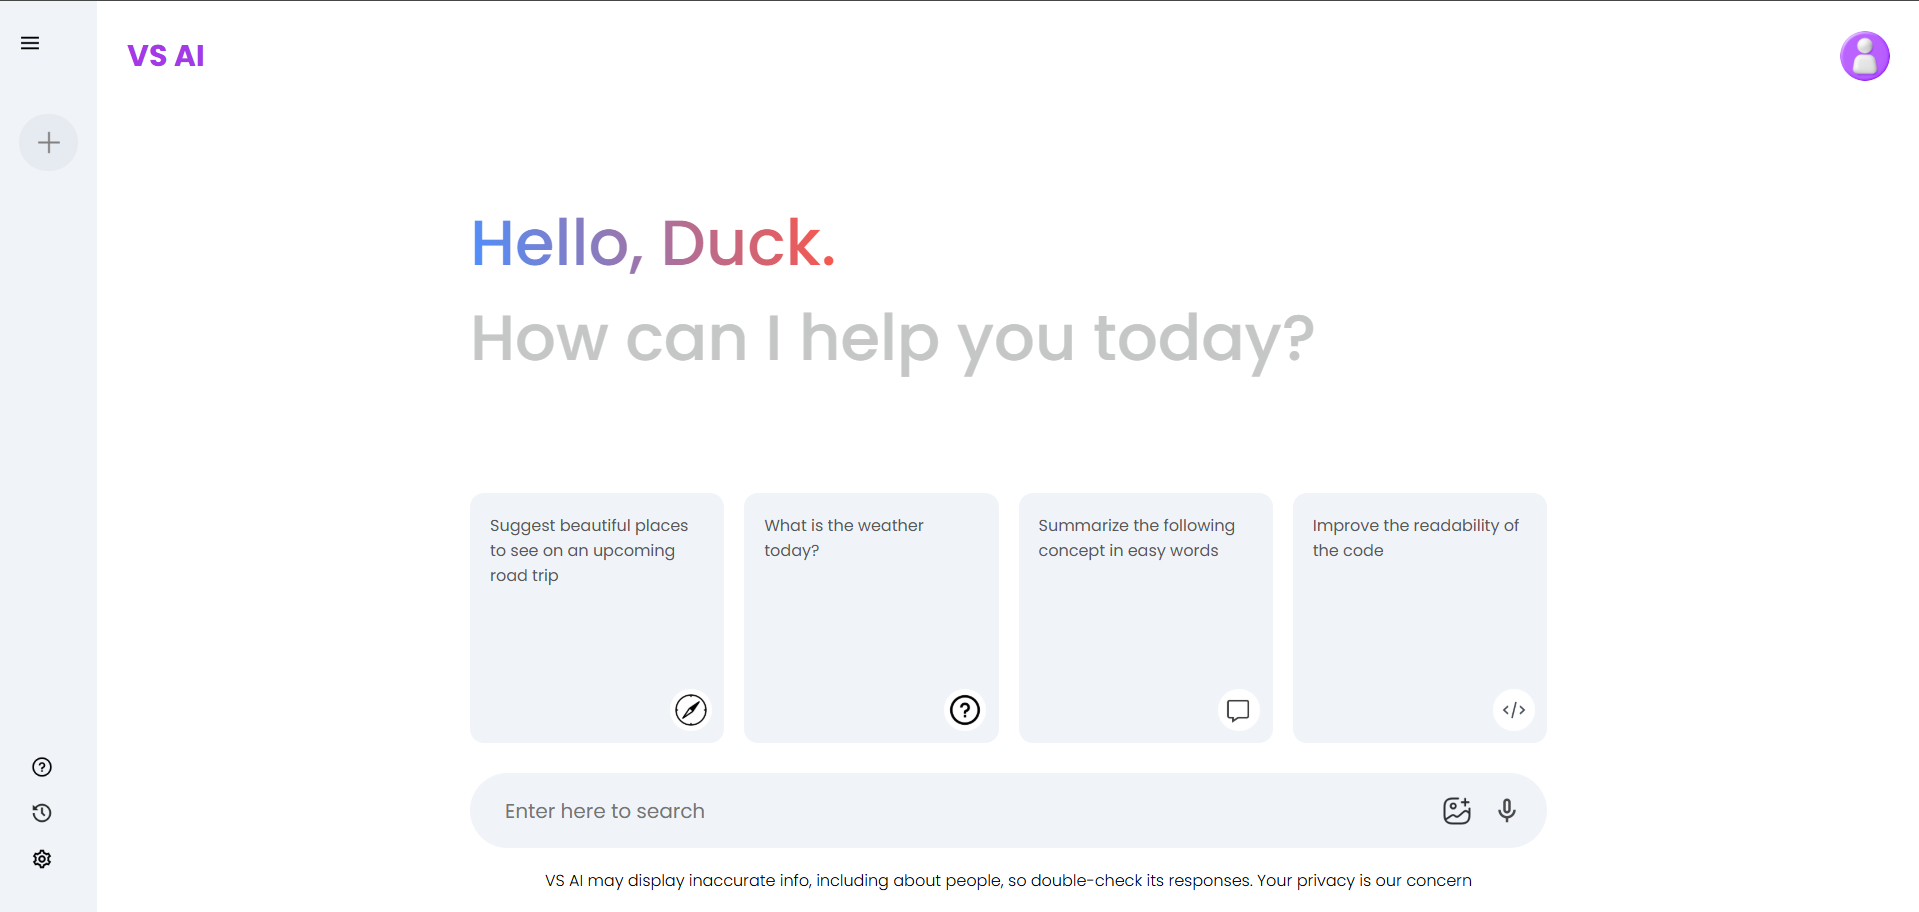 VS AI
Hello, Duck.
How can I help you today?
Suggest beautiful places
to see on an upcoming
road trip
What is the weather
today?
Summarize the following
concept in easy words
Improve the readability of
the code
Enter here to search
VS AI may display inaccurate info, including about people, so double-check its responses. Your privacy is our concern